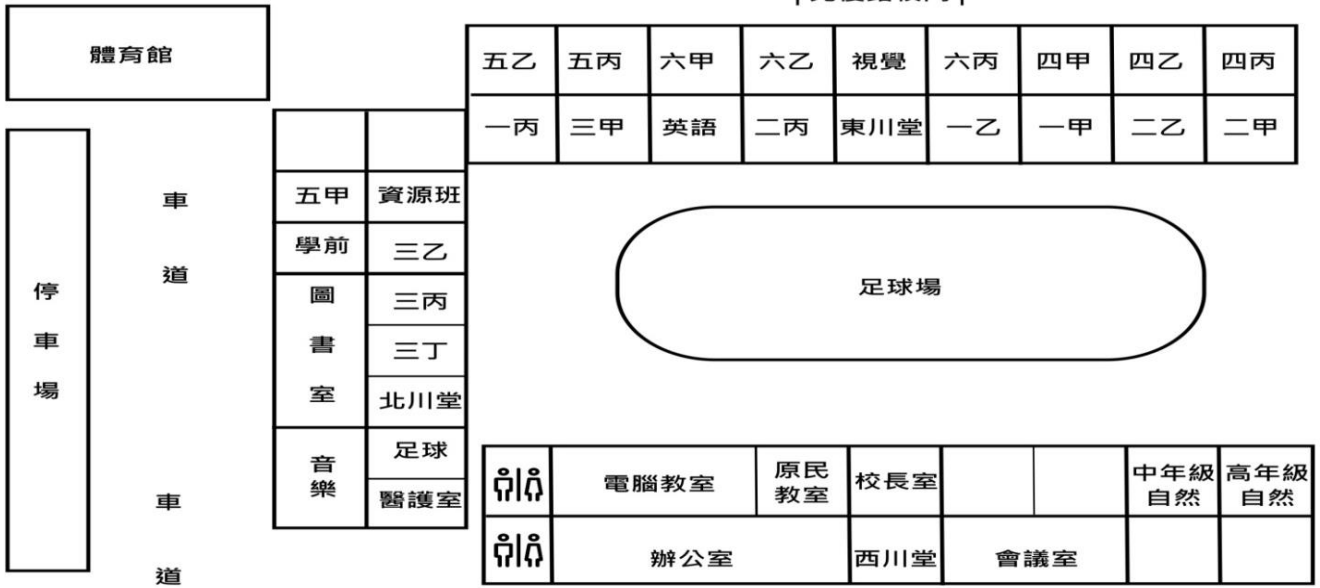 體育館
五乙 五丙 六甲 六乙 視覺 六丙 四甲 四乙 四丙
一丙 三甲 英語 二丙 東川堂 一乙 一甲 二乙 二甲
車道
五甲 資源班
學前 三乙
圖書室
三丙
三丁
北川堂
足球場
停車場
音樂
足球
醫護室
車道
電腦教室
原民
教室
校長室
中年級
自然
高年級
自然
辦公室 西川堂 會議室